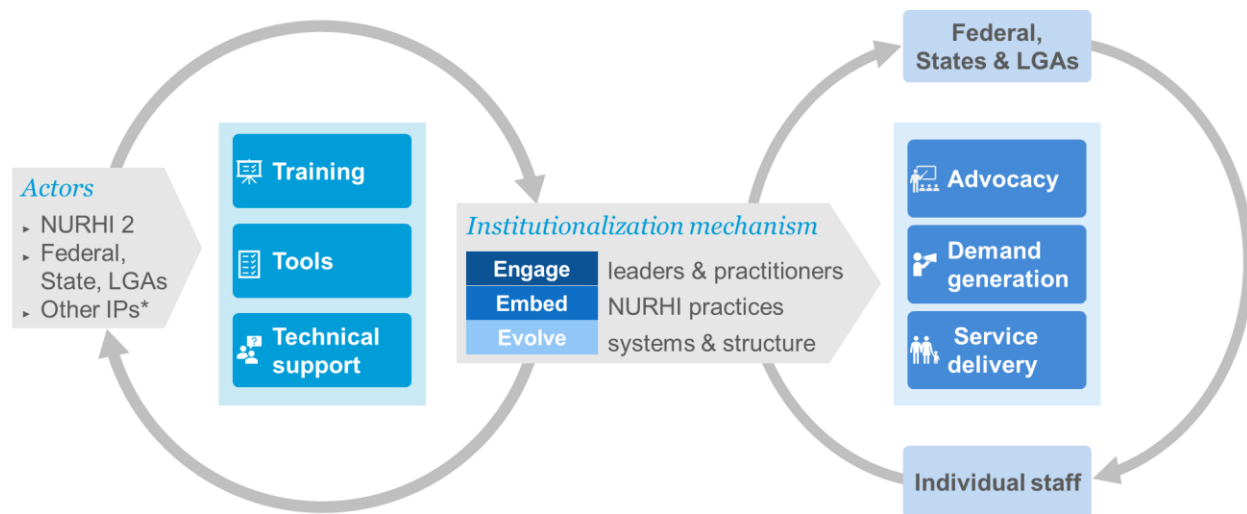 Actors
▸ NURHI 2
▸ Federal,
State, LGAs
▸ Other IPs*
Training
Tools
Technical
support
Institutionalization mechanism
Engage leaders & practitioners
Embed NURHI practices
Evolve systems & structure
Federal,
States & LGAs
Advocacy
Demand
generation
Service
delivery
Individual staff